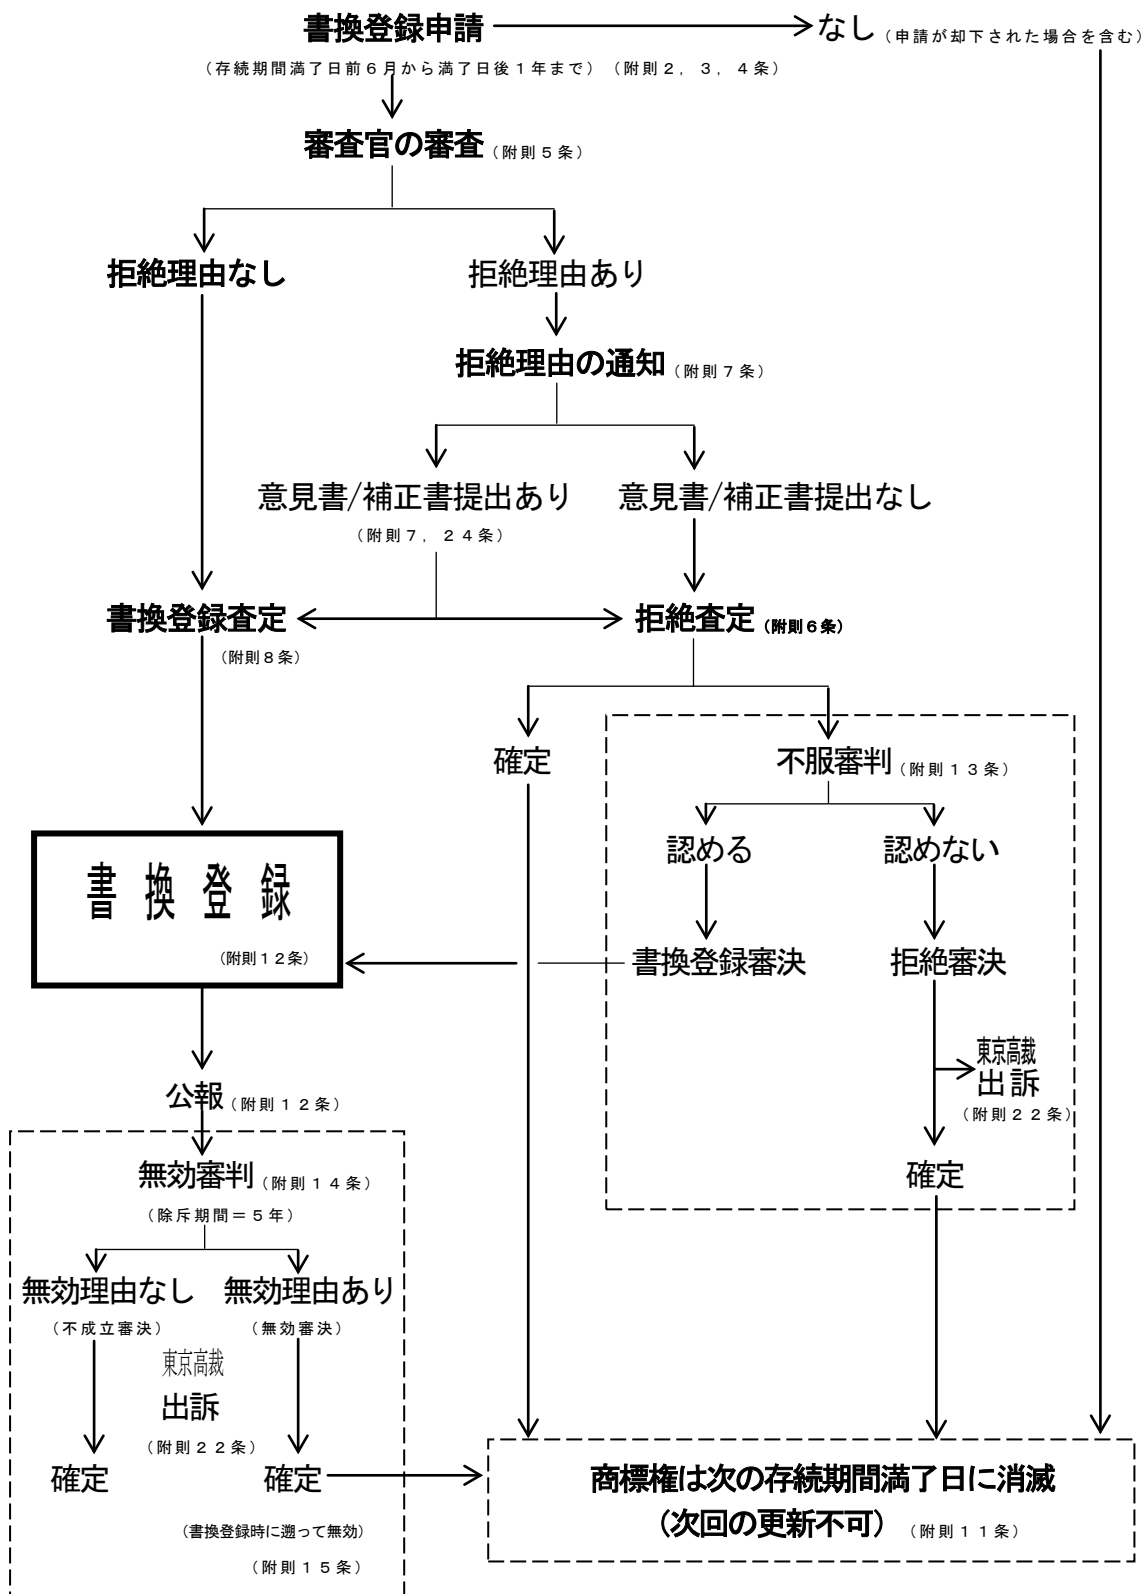 書換登録申請
なし（申請が却下された場合を含む）
（存続期間満了日前６月から満了日後１年まで）（附則２，３，４条）
審査官の審査（附則５条）
拒絶理由なし
拒絶理由あり
拒絶理由の通知（附則７条）
意見書/補正書提出あり
意見書/補正書提出なし
（附則７，２４条）
書換登録査定
拒絶査定（附則６条）
（附則８条）
確定
不服審判（附則１３条）
認める
認めない
書換登録
（附則１２条）
書換登録審決
拒絶審決
東京高裁
出訴
（附則２２条）
公報（附則１２条）
確定
無効審判（附則１４条）
（除斥期間＝５年）
無効理由なし
無効理由あり
（不成立審決）
（無効審決）
東京高裁
出訴
（附則２２条）
確定
確定
商標権は次の存続期間満了日に消滅
（次回の更新不可）（附則１１条）
（書換登録時に遡って無効）
（附則１５条）